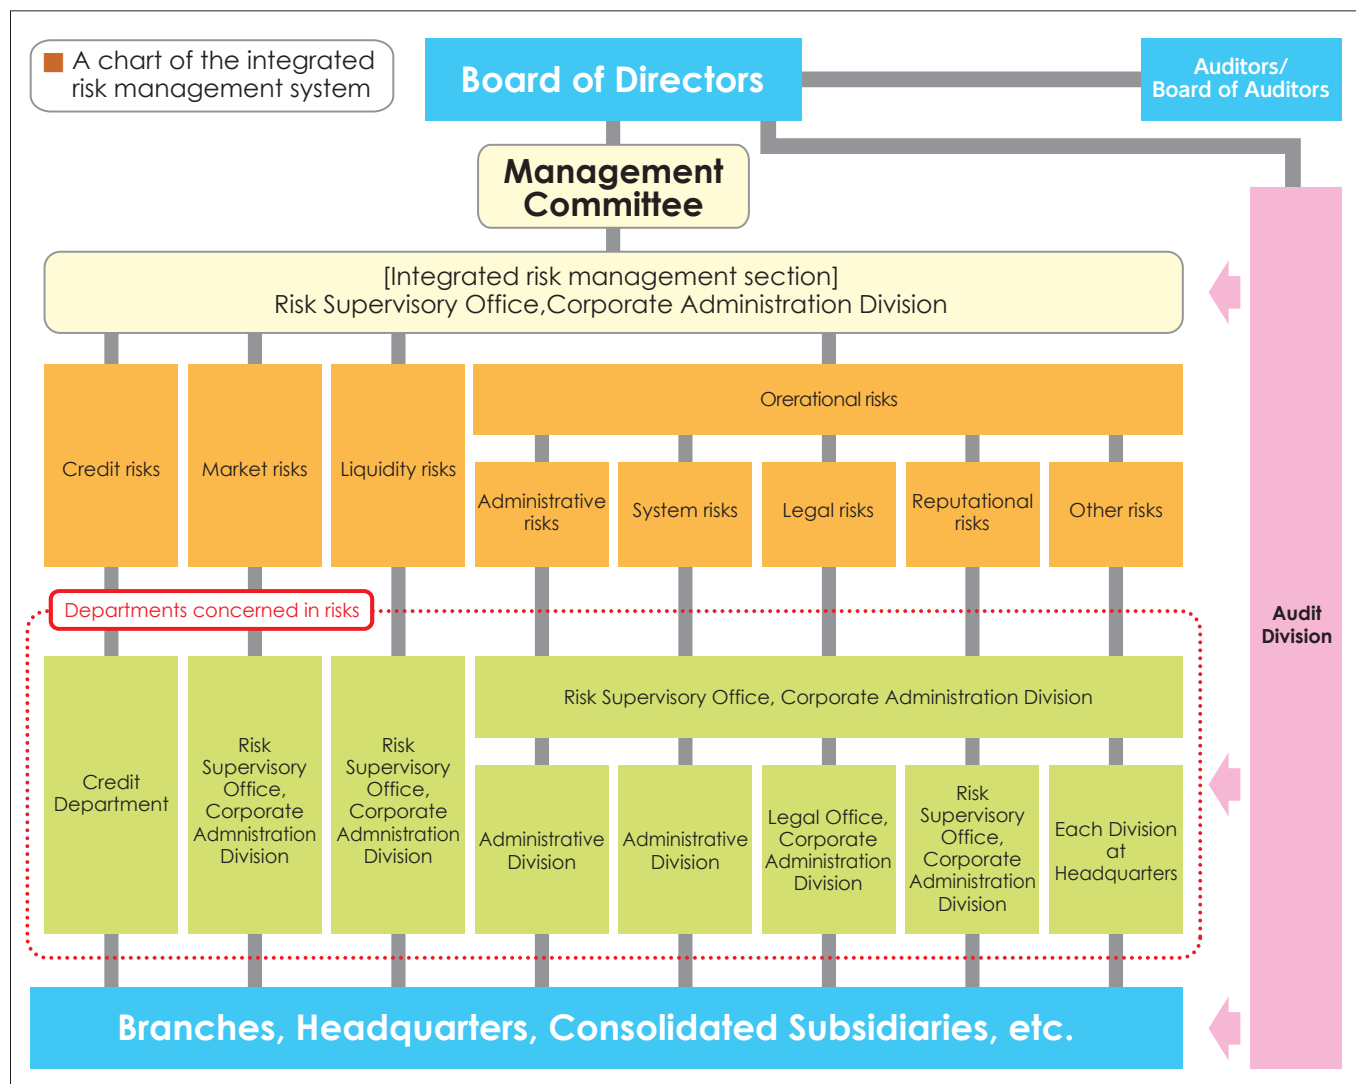 A chart of the integrated
risk management system
Board of Directors
Auditors/
Board of Auditors
Management
Committee
[Integrated risk management section]
Risk Supervisory Office,Corporate Administration Division
Credit risks
Market risks
Liquidity risks
Orerational risks
Administrative
risks
System risks
Legal risks
Reputational
risks
Other risks
Departments concerned in risks
Audit
Division
Credit
Department
Risk
Supervisory
Office,
Corporate
Admnistration
Division
Risk
Supervisory
Office,
Corporate
Admnistration
Division
Risk Supervisory Office, Corporate Administration Division
Administrative
Division
Administrative
Division
Legal Office,
Corporate
Administration
Division
Risk
Supervisory
Office,
Corporate
Administration
Division
Each Division
at
Headquarters
Branches, Headquarters, Consolidated Subsidiaries, etc.